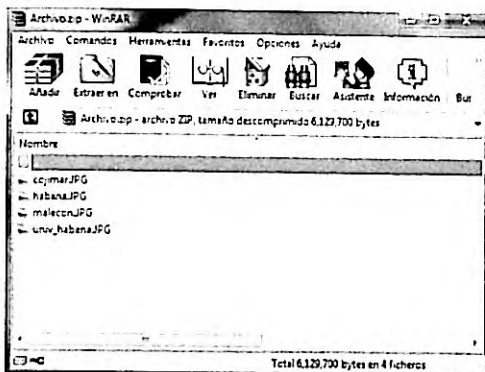 Archivo.zip - WinRAR
Archivo Comandos Herramientas Favoritos Opciones Ayuda
Añadir Extraer en Comprobar Ver Eliminar Buscar Asistente Información Bus
Archivo.zip - archivo ZIP, tamaño descomprimido 6,129,700 bytes
Nombre
cojimar.JPG
habana.JPG
malecon.JPG
univ_habana.JPG
Total 6,129,700 bytes en 4 ficheros